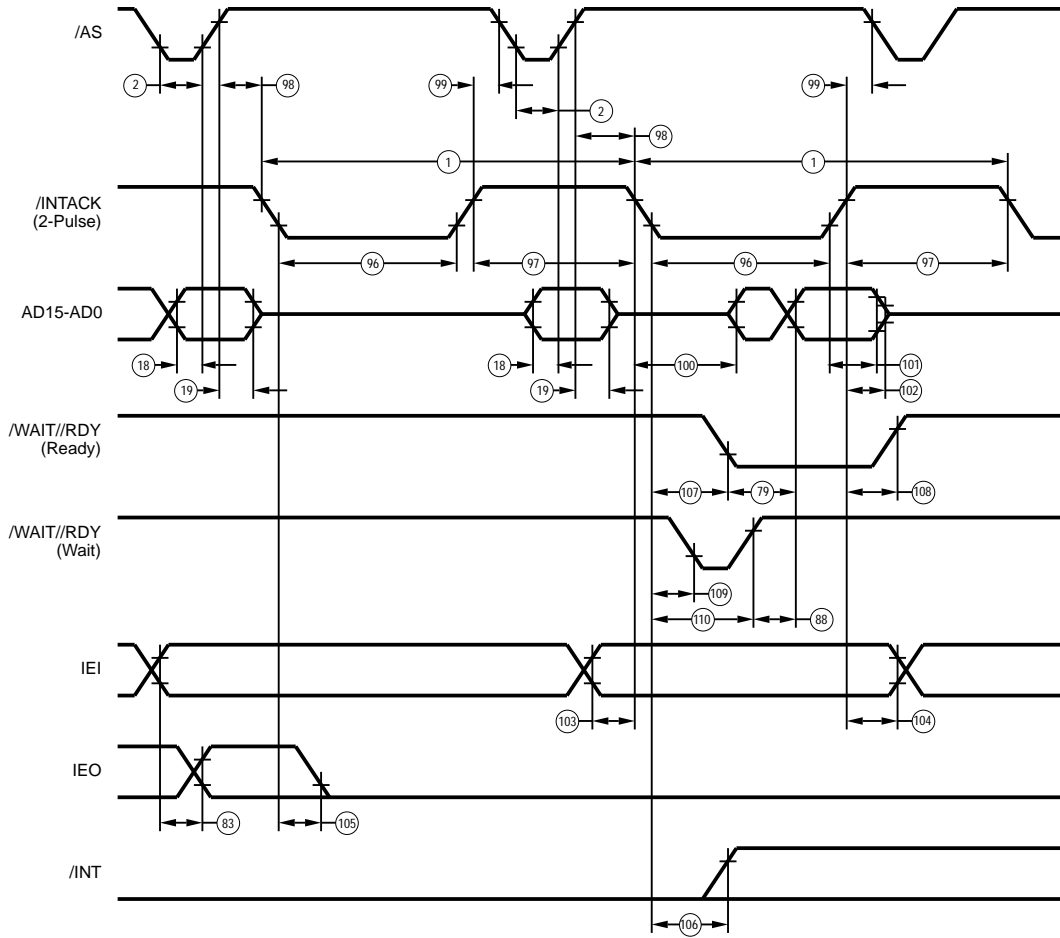 /AS
2
98
99
2
99
98
1
1
/INTACK
(2-Pulse)
96
97
96
97
AD15-AD0
18
18
100
101
19
19
102
/WAIT//RDY
(Ready)
107
79
108
/WAIT//RDY
(Wait)
109
110
88
IEI
103
104
IEO
83
105
/INT
106